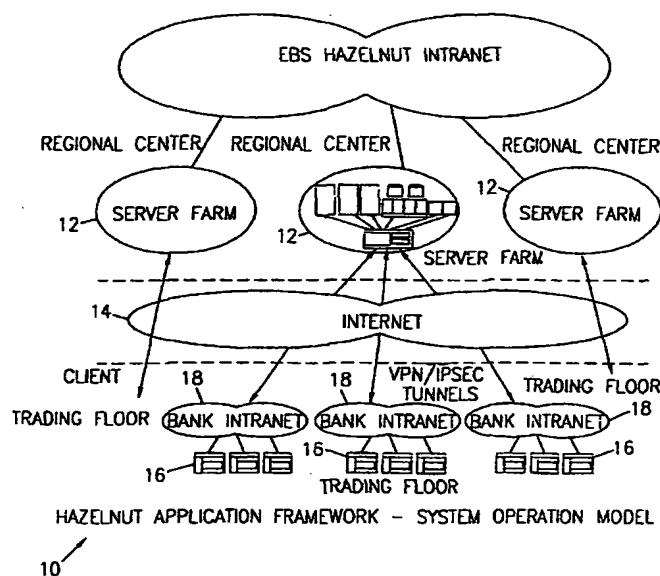 EBS HAZELNUT INTRANET
REGIONAL CENTER
REGIONAL CENTER
REGIONAL CENTER
12
12
12
SERVER FARM
SERVER FARM
SERVER FARM
14
INTERNET
CLIENT
18
18
VPN/IPSEC
TUNNELS
TRADING FLOOR
TRADING FLOOR
BANK INTRANET
BANK INTRANET
BANK INTRANET
18
16
16
16
TRADING FLOOR
HAZELNUT APPLICATION FRAMEWORK - SYSTEM OPERATION MODEL
10